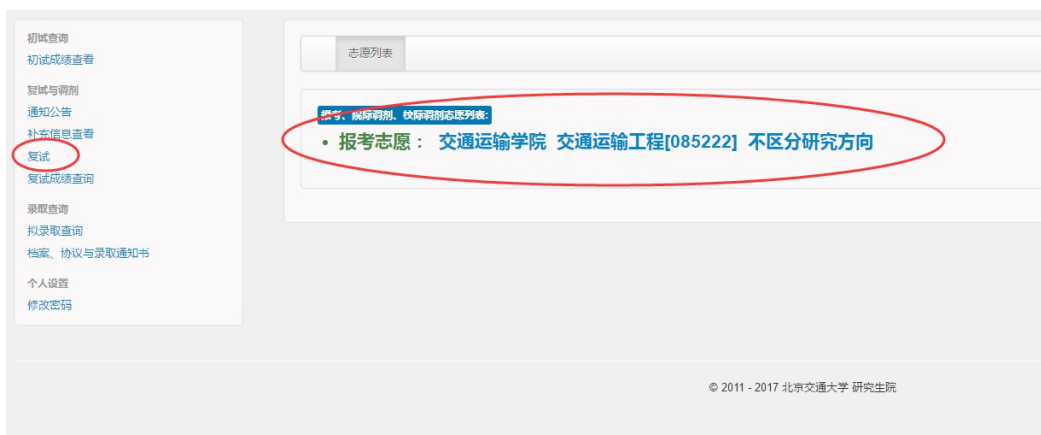 初试查询
初试成绩查看
复试与调剂
通知公告
补充信息查看
复试
复试成绩查询
录取查询
拟录取查询
档案、协议与录取通知书
个人设置
修改密码
志愿列表
报考、院际调剂、校际调剂志愿列表:
• 报考志愿： 交通运输学院 交通运输工程[085222] 不区分研究方向
© 2011 - 2017 北京交通大学 研究生院